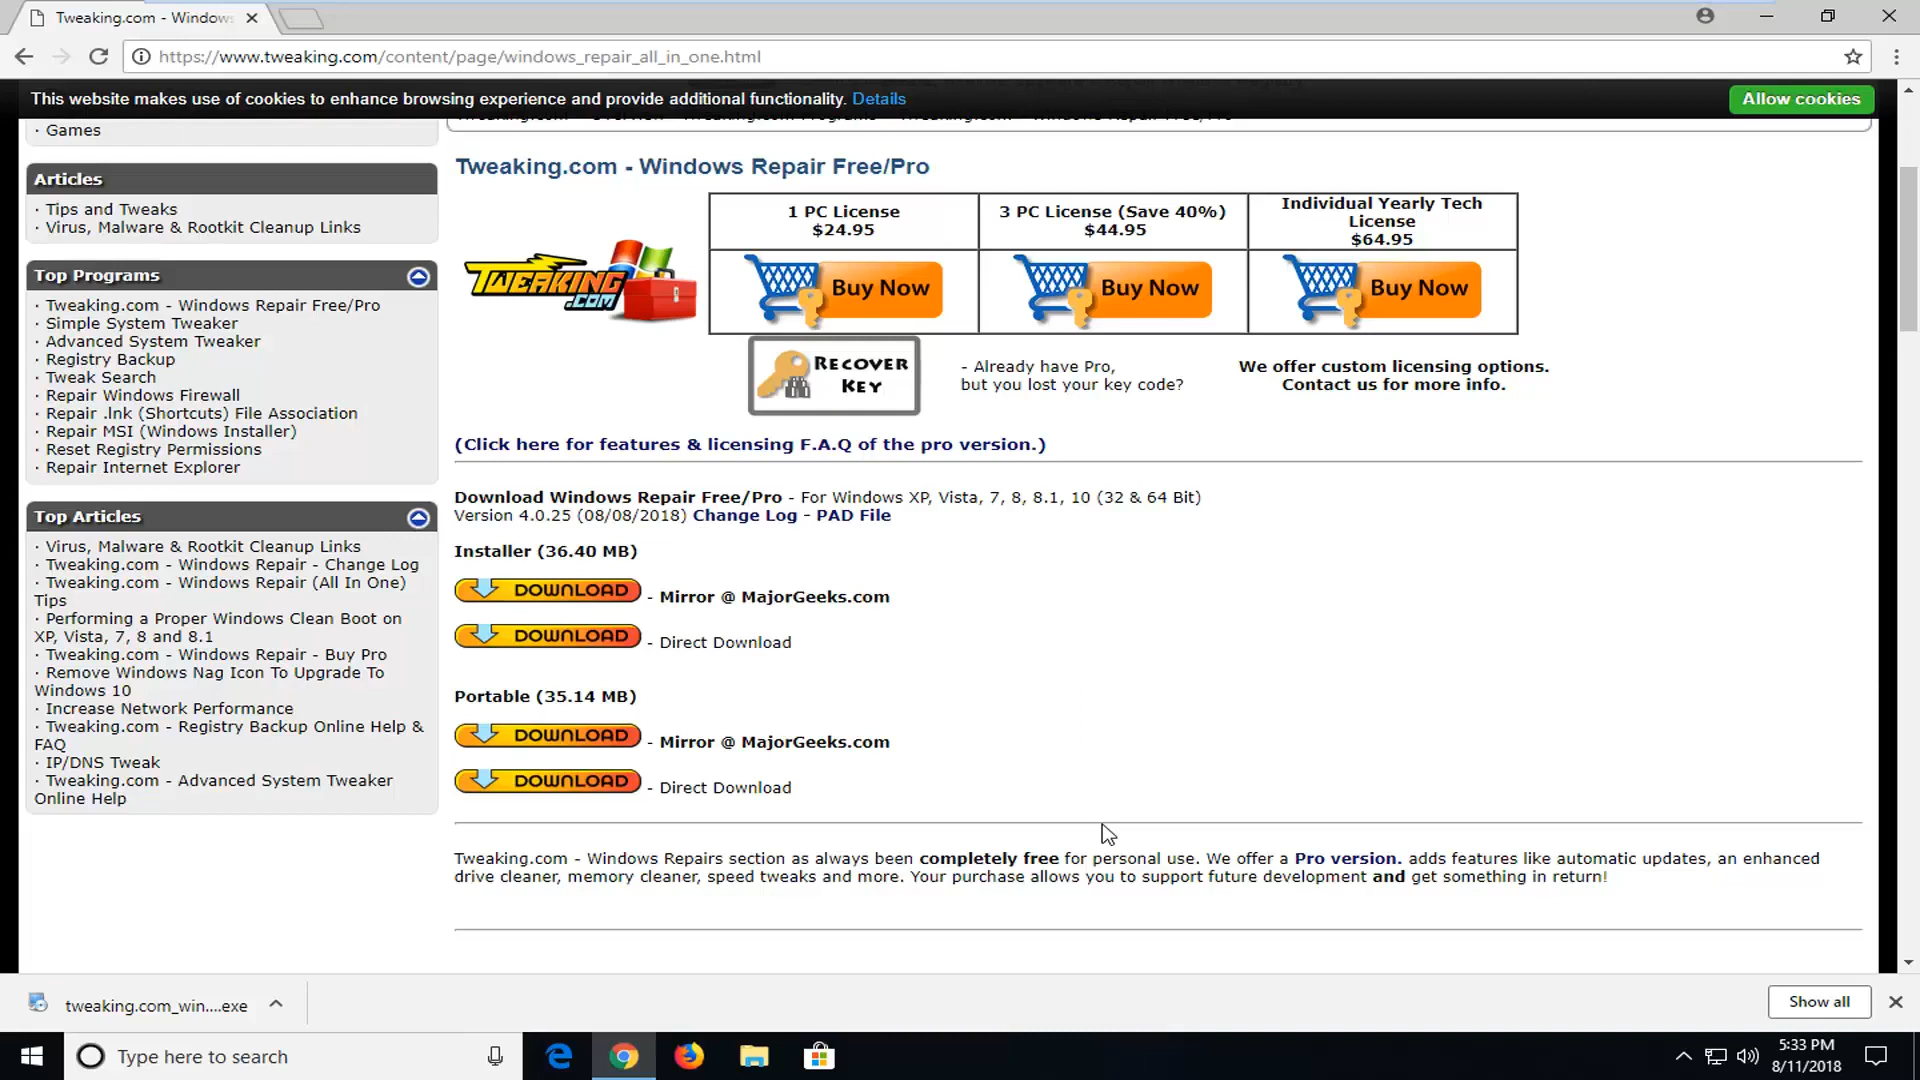 Tweaking.com - Window
https://www.tweaking.com/content/page/windows_repair_all_in_one.html
This website makes use of cookies to enhance browsing experience and provide additional functionality. Details
Allow cookies
· Games
Articles
· Tips and Tweaks
· Virus, Malware & Rootkit Cleanup Links
Top Programs
· Tweaking.com - Windows Repair Free/Pro
· Simple System Tweaker
· Advanced System Tweaker
· Registry Backup
· Tweak Search
· Repair Windows Firewall
· Repair .lnk (Shortcuts) File Association
· Repair MSI (Windows Installer)
· Reset Registry Permissions
· Repair Internet Explorer
Top Articles
· Virus, Malware & Rootkit Cleanup Links
· Tweaking.com - Windows Repair - Change Log
· Tweaking.com - Windows Repair (All In One)
Tips
· Performing a Proper Windows Clean Boot on
XP, Vista, 7, 8 and 8.1
· Tweaking.com - Windows Repair - Buy Pro
· Remove Windows Nag Icon To Upgrade To
Windows 10
· Increase Network Performance
· Tweaking.com - Registry Backup Online Help &
FAQ
· IP/DNS Tweak
· Tweaking.com - Advanced System Tweaker
Online Help
Tweaking.com - Windows Repair Free/Pro
TWEAKING
.COM
1 PC License
$24.95
3 PC License (Save 40%)
$44.95
Individual Yearly Tech
License
$64.95
Buy Now
Buy Now
Buy Now
RECOVER
KEY
- Already have Pro,
but you lost your key code?
We offer custom licensing options.
Contact us for more info.
(Click here for features & licensing F.A.Q of the pro version.)
Download Windows Repair Free/Pro - For Windows XP, Vista, 7, 8, 8.1, 10 (32 & 64 Bit)
Version 4.0.25 (08/08/2018) Change Log - PAD File
Installer (36.40 MB)
DOWNLOAD - Mirror @ MajorGeeks.com
DOWNLOAD - Direct Download
Portable (35.14 MB)
DOWNLOAD - Mirror @ MajorGeeks.com
DOWNLOAD - Direct Download
Tweaking.com - Windows Repairs section as always been completely free for personal use. We offer a Pro version. adds features like automatic updates, an enhanced
drive cleaner, memory cleaner, speed tweaks and more. Your purchase allows you to support future development and get something in return!
tweaking.com_win....exe
Show all
Type here to search
5:33 PM
8/11/2018